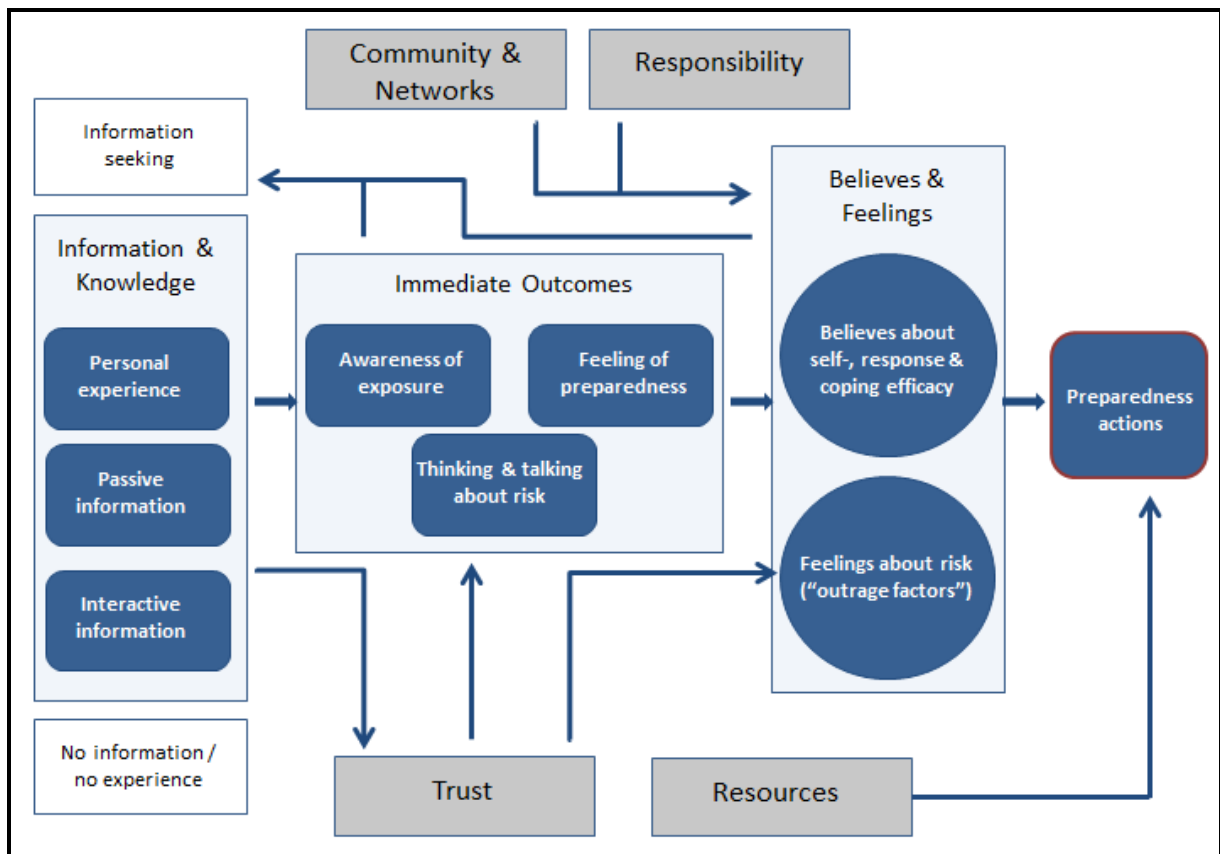 Community &
Networks
Responsibility
Information
seeking
Information &
Knowledge
Personal
experience
Passive
information
Interactive
information
No information /
no experience
Immediate Outcomes
Awareness of
exposure
Feeling of
preparedness
Thinking & talking
about risk
Believes &
Feelings
Believes about
self-, response &
coping efficacy
Feelings about risk
(“outrage factors”)
Preparedness
actions
Trust
Resources